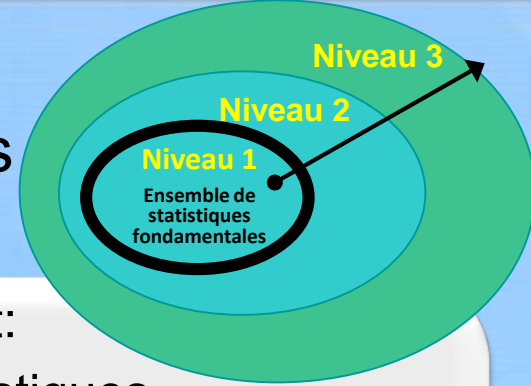 Niveau 3
Niveau 2
Niveau 1
Ensemble de
statistiques
fondamentales